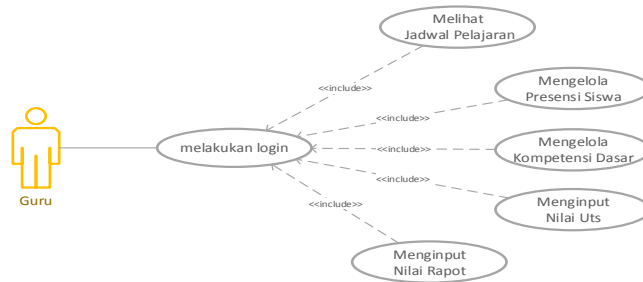 Melihat
Jadwal Pelajaran
<<include>>
Mengelola
Presensi Siswa
<<include>>
melakukan login
<<include>>
Mengelola
Kompetensi Dasar
Guru
<<include>>
Menginput
Nilai Uts
<<include>>
Menginput
Nilai Rapot